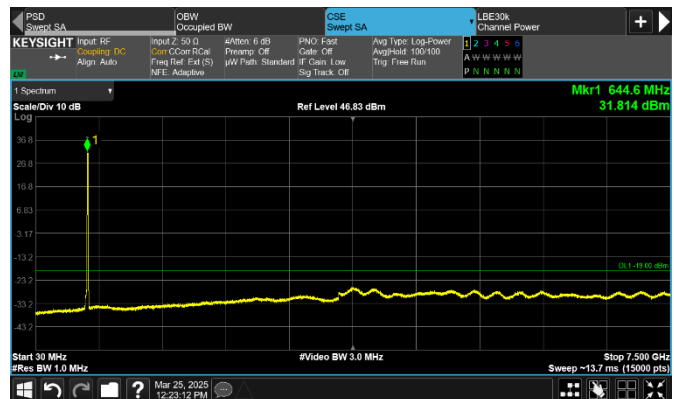 PSD
Swept SA
OBW
Occupied BW
CSE
Swept SA
LBE30k
Channel Power
KEYSIGHT
Input: RF
Coupling: DC
Align: Auto
Input Z: 50 Ω
Corr CCorr RCal
Freq Ref: Ext (S)
NFE: Adaptive
#Atten: 6 dB
Preamp: Off
µW Path: Standard
PNO: Fast
Gate: Off
IF Gain: Low
Sig Track: Off
Avg Type: Log-Power
Avg|Hold: 100/100
Trig: Free Run
1 2 3 4 5 6
A W W W W W
P N N N N N
LM
1 Spectrum
Scale/Div 10 dB
Log
Ref Level 46.83 dBm
Mkr1 644.6 MHz
31.814 dBm
1
36.8
26.8
16.8
6.83
-3.17
-13.2
-23.2
-33.2
-43.2
DL1 -19.00 dBm
Start 30 MHz
#Res BW 1.0 MHz
#Video BW 3.0 MHz
Stop 7.500 GHz
Sweep ~13.7 ms (15000 pts)
Mar 25, 2025
12:23:12 PM